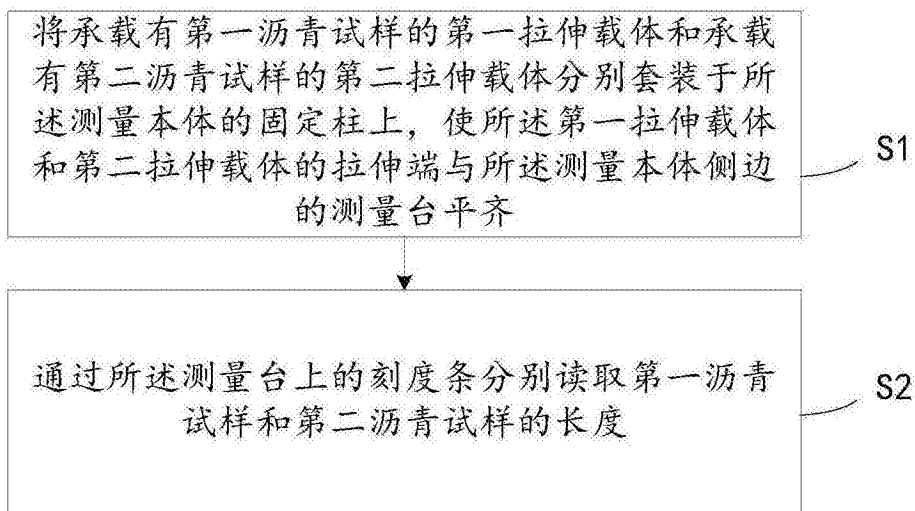 将承载有第一沥青试样的第一拉伸载体和承载
有第二沥青试样的第二拉伸载体分别套装于所
述测量本体的固定柱上，使所述第一拉伸载体
和第二拉伸载体的拉伸端与所述测量本体侧边
的测量台平齐
S1
通过所述测量台上的刻度条分别读取第一沥青
试样和第二沥青试样的长度
S2